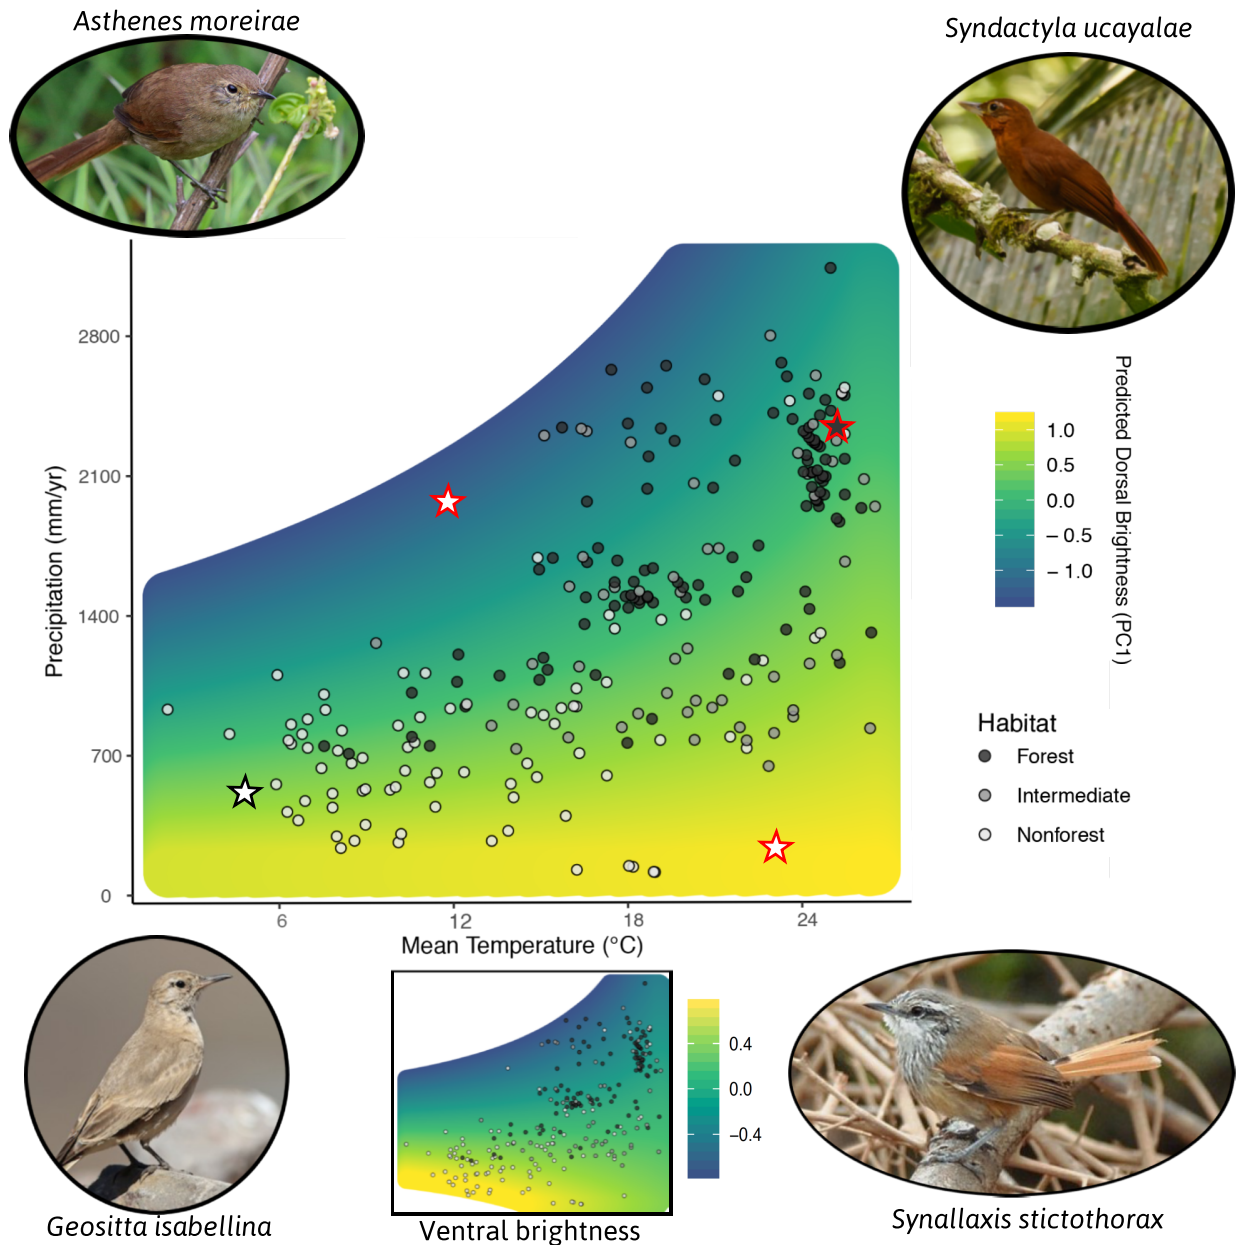 Asthenes moreirae
Syndactyla ucayalae
2800
2100
1400
700
0
Precipitation (mm/yr)
6
12
18
24
Mean Temperature (°C)
1.0
0.5
0.0
−0.5
−1.0
Predicted Dorsal Brightness (PC1)
Habitat
Forest
Intermediate
Nonforest
0.4
0.0
−0.4
Geositta isabellina
Ventral brightness
Synallaxis stictothorax